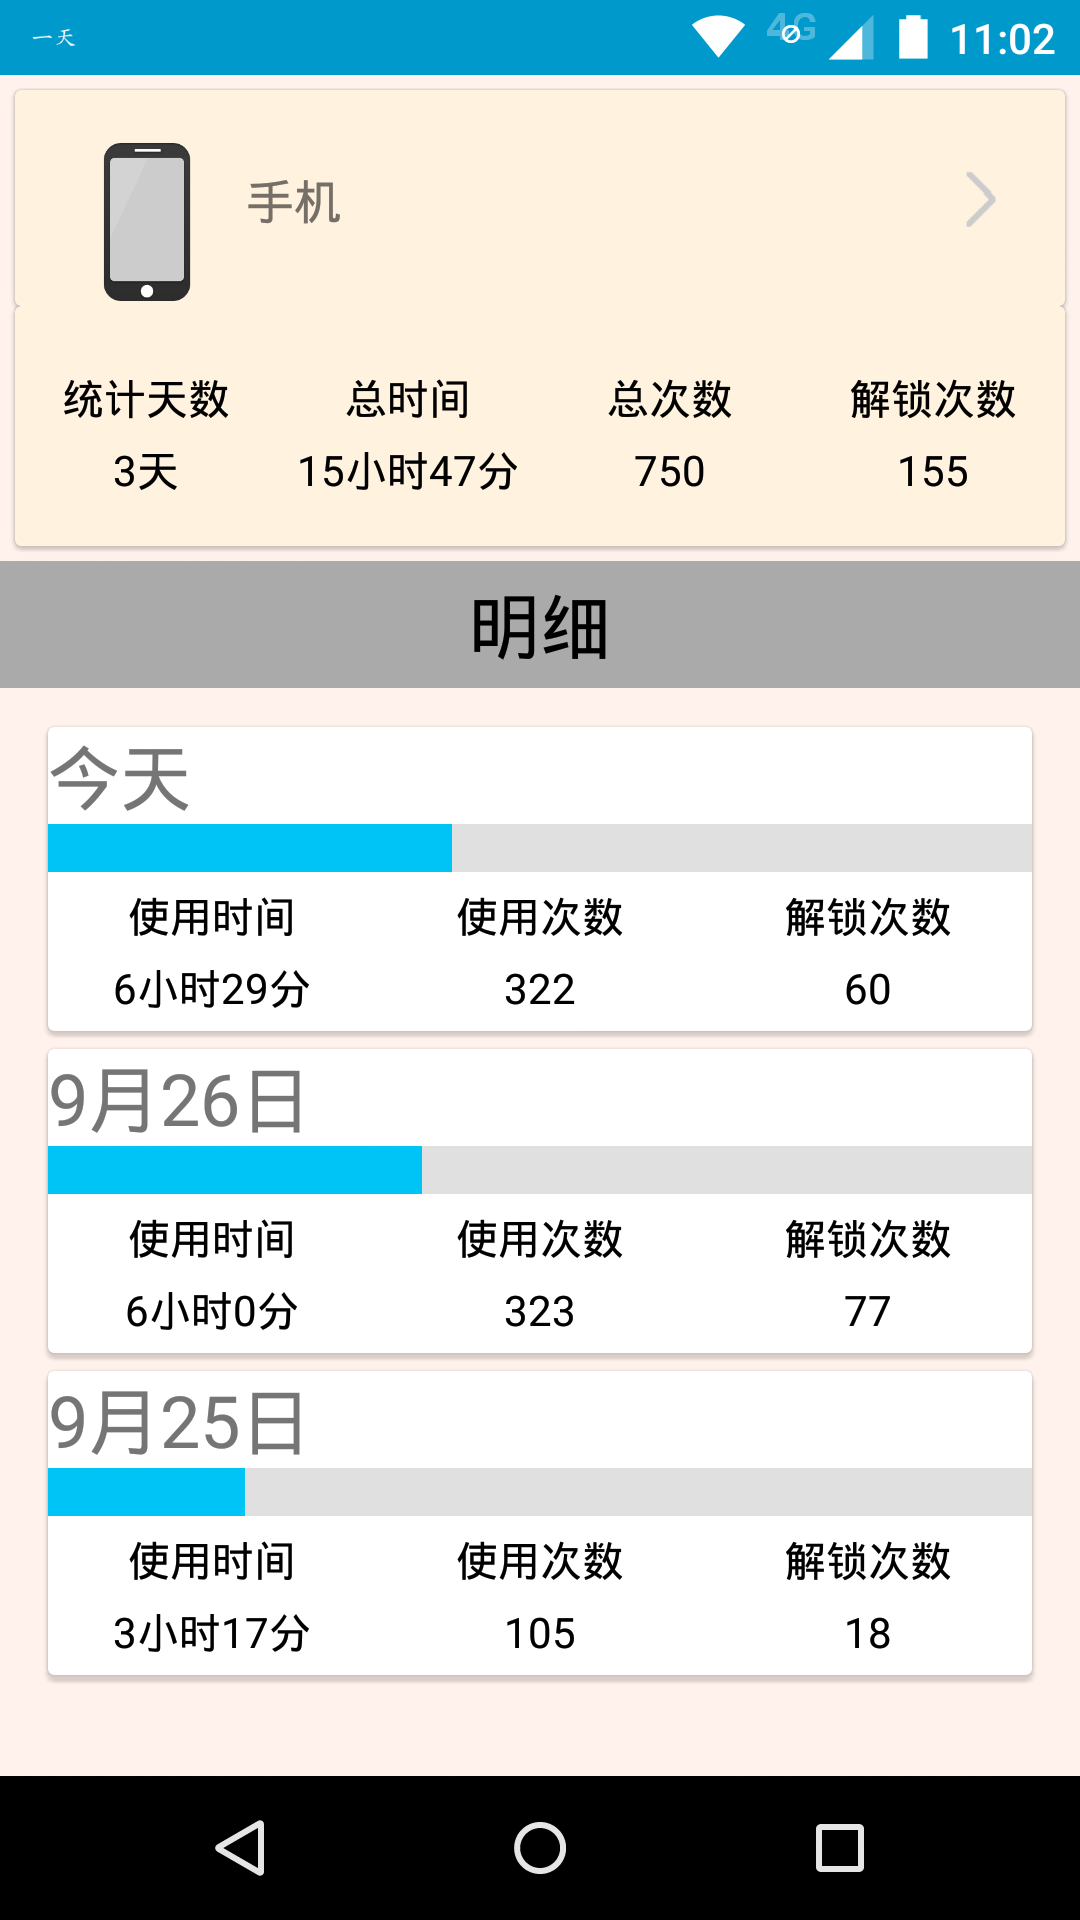 一天 4G 11:02
手机
统计天数 总时间 总次数 解锁次数
3天 15小时47分 750 155
明细
今天
使用时间 使用次数 解锁次数
6小时29分 322 60
9月26日
使用时间 使用次数 解锁次数
6小时0分 323 77
9月25日
使用时间 使用次数 解锁次数
3小时17分 105 18